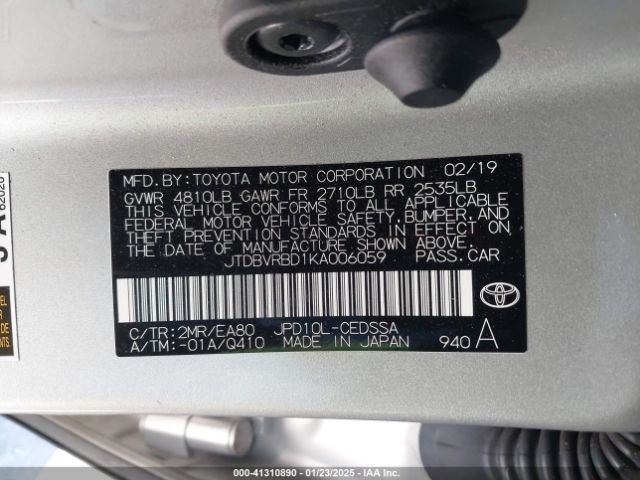 MFD.BY:TOYOTA MOTOR CORPORATION 02/19
GVWR 4810LB GAWR FR 2710LB RR 2535LB
THIS VEHICLE CONFORMS TO ALL APPLICABLE
FEDERAL MOTOR VEHICLE SAFETY,BUMPER,AND
THEFT PREVENTION STANDARDS IN EFFECT ON
THE DATE OF MANUFACTURE SHOWN ABOVE.
JTDBVRBD1KA006059 PASS.CAR
C/TR:2MR/EA80 JPD10L-CEDSSA
A/TM:-01A/Q410 MADE IN JAPAN 940 A
62020
000-41310890 - 01/23/2025 - IAA Inc.